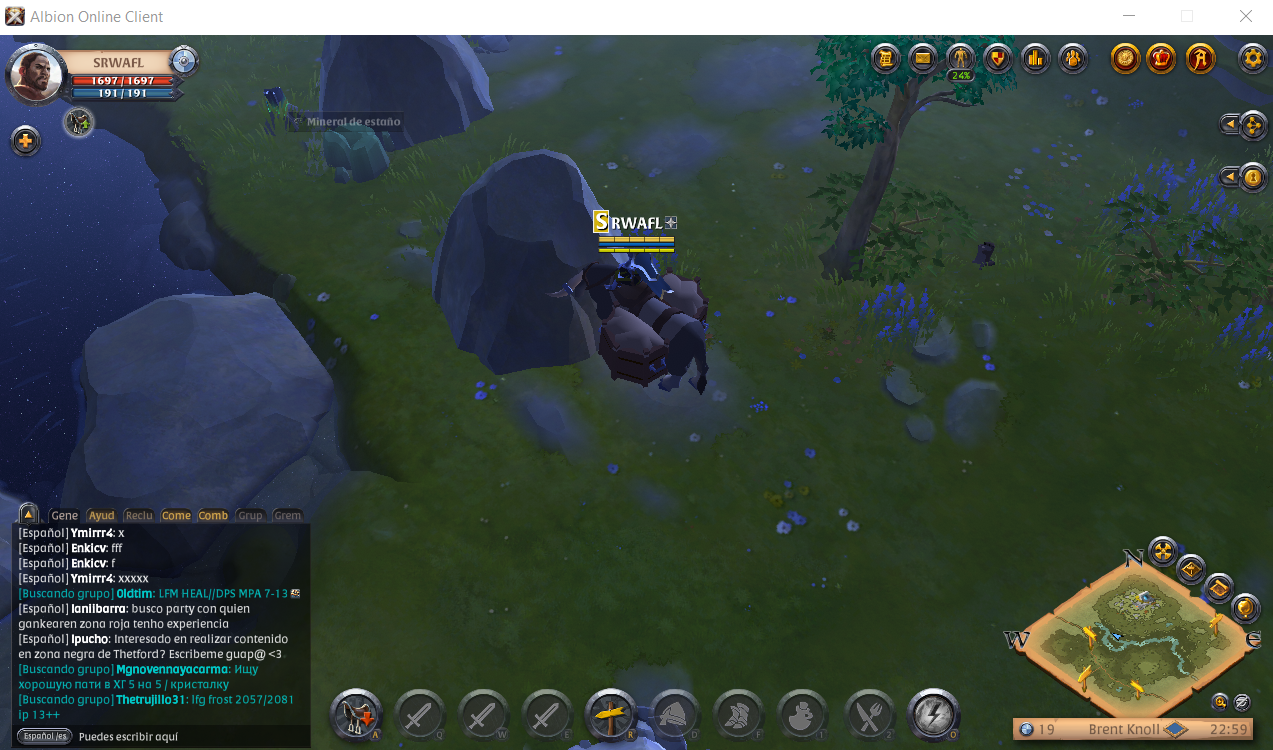 Albion Online Client
SRWAFL
1697 / 1697
191 / 191
24%
Mineral de estaño
SRWAFL
Gene Ayud Reclu Come Comb Grup Grem
[Español] Ymirrr4: x
[Español] Enkicv: fff
[Español] Enkicv: f
[Español] Ymirrr4: xxxxx
[Buscando grupo] Oldtim: LFM HEAL//DPS MPA 7-13
[Español] Ianlibarra: busco party con quien
gankearen zona roja tenho experiencia
[Español] Ipucho: Interesado en realizar contenido
en zona negra de Thetford? Escribeme guap@ <3
[Buscando grupo] Mgnovennayacarma: Ищу
хорошую пати в ХГ 5 на 5 / кристалку
[Buscando grupo] Thetrujillo31: lfg frost 2057/2081
ip 13++
Español /es Puedes escribir aquí
A Q W E R D F 1 2 O
N
W E
19 Brent Knoll 22:59